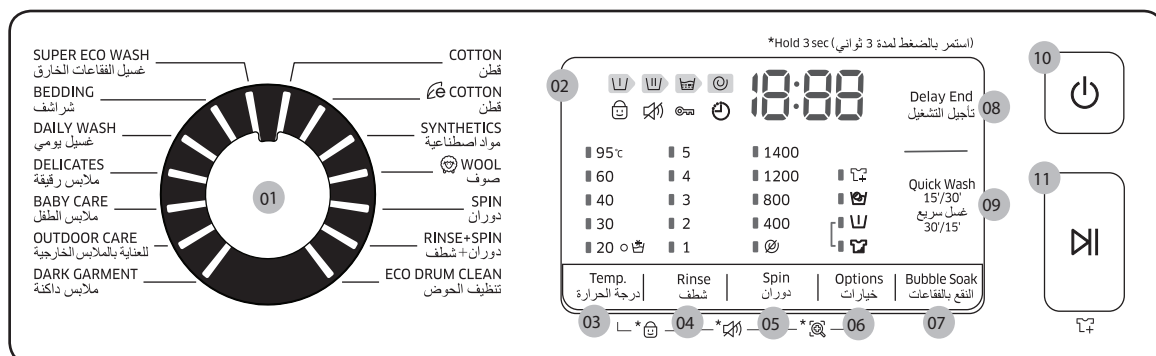 SUPER ECO WASH
غسيل الفقاعات الخارق
BEDDING
شراشف
DAILY WASH
غسيل يومي
DELICATES
ملابس رقيقة
BABY CARE
ملابس الطفل
OUTDOOR CARE
للعناية بالملابس الخارجية
DARK GARMENT
ملابس داكنة
01
COTTON
قطن
e COTTON
قطن
SYNTHETICS
مواد اصطناعية
WOOL
صوف
SPIN
دوران
RINSE+SPIN
دوران+ شطف
ECO DRUM CLEAN
تنظيف الحوض
*Hold 3 sec (استمر بالضغط لمدة 3 ثواني)
02
18:88
Delay End
تأجيل التشغيل
08
95℃ 5 1400
60 4 1200
40 3 800
30 2 400
20 1
Quick Wash
15'/30'
غسل سريع
30'/15'
09
Temp.
درجة الحرارة
Rinse
شطف
Spin
دوران
Options
خيارات
Bubble Soak
النقع بالفقاعات
03 * 04 * 05 * 06 07
10
11